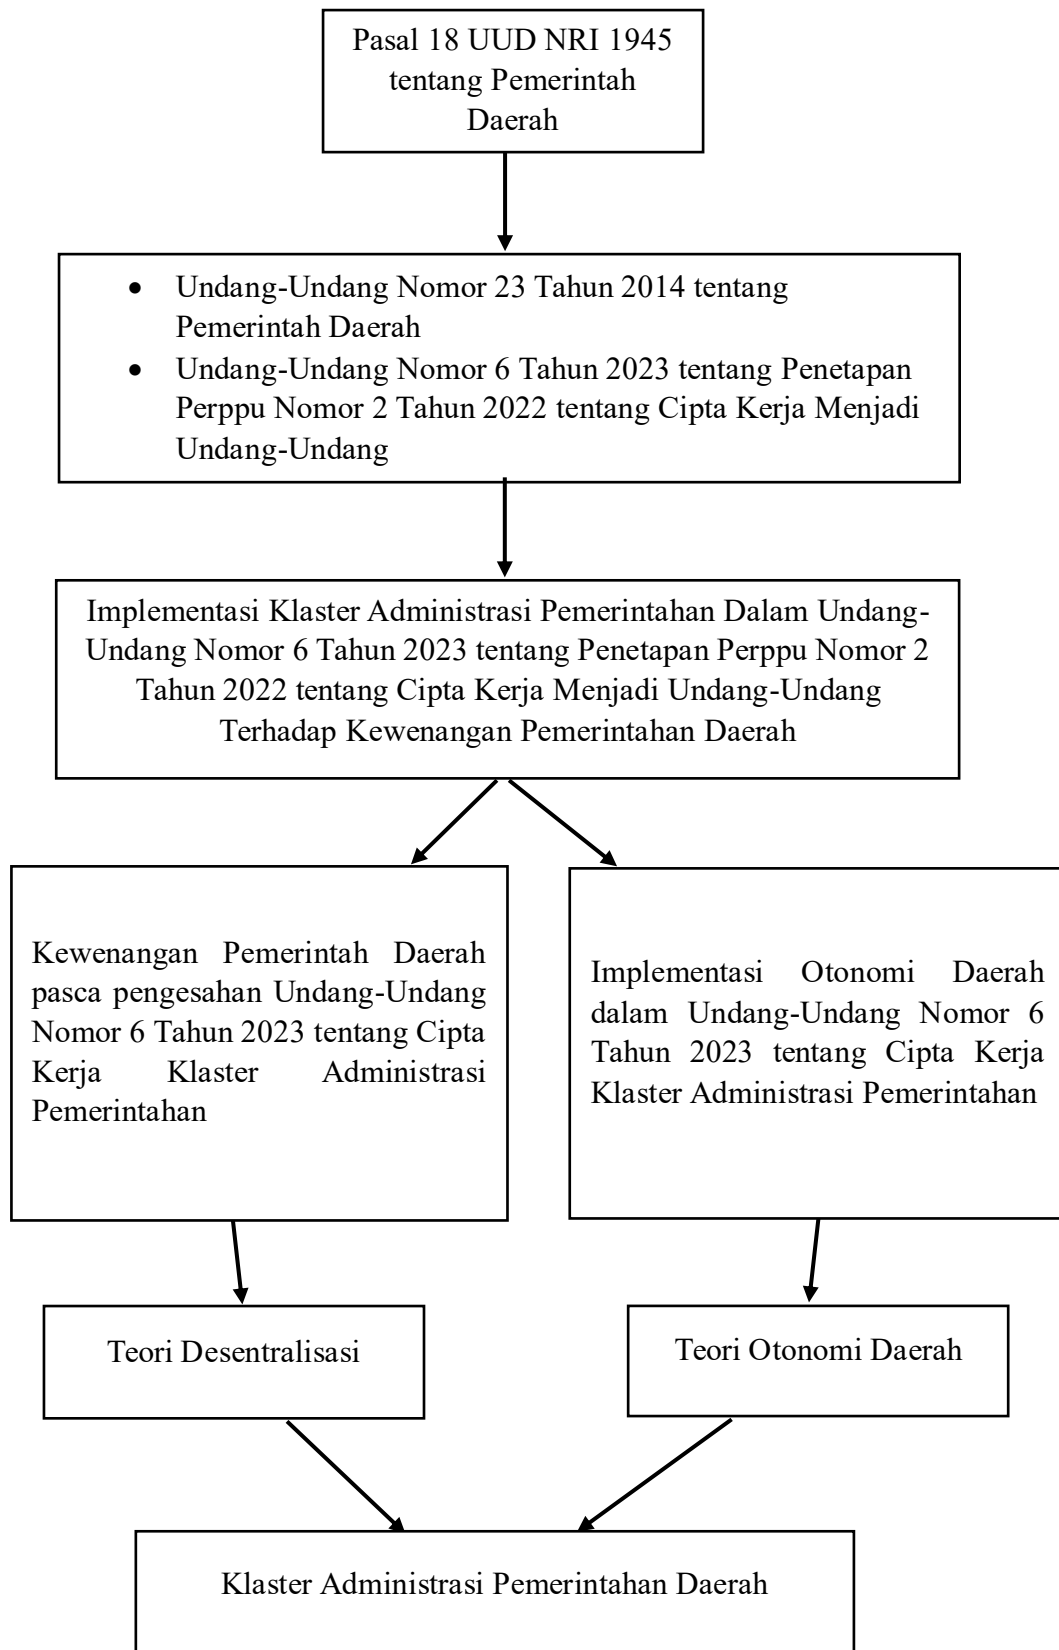 Pasal 18 UUD NRI 1945
tentang Pemerintah
Daerah
• Undang-Undang Nomor 23 Tahun 2014 tentang
Pemerintah Daerah
• Undang-Undang Nomor 6 Tahun 2023 tentang Penetapan
Perppu Nomor 2 Tahun 2022 tentang Cipta Kerja Menjadi
Undang-Undang
Implementasi Klaster Administrasi Pemerintahan Dalam Undang-
Undang Nomor 6 Tahun 2023 tentang Penetapan Perppu Nomor 2
Tahun 2022 tentang Cipta Kerja Menjadi Undang-Undang
Terhadap Kewenangan Pemerintahan Daerah
Kewenangan Pemerintah Daerah
pasca pengesahan Undang-Undang
Nomor 6 Tahun 2023 tentang Cipta
Kerja Klaster Administrasi
Pemerintahan
Implementasi Otonomi Daerah
dalam Undang-Undang Nomor 6
Tahun 2023 tentang Cipta Kerja
Klaster Administrasi Pemerintahan
Teori Desentralisasi
Teori Otonomi Daerah
Klaster Administrasi Pemerintahan Daerah